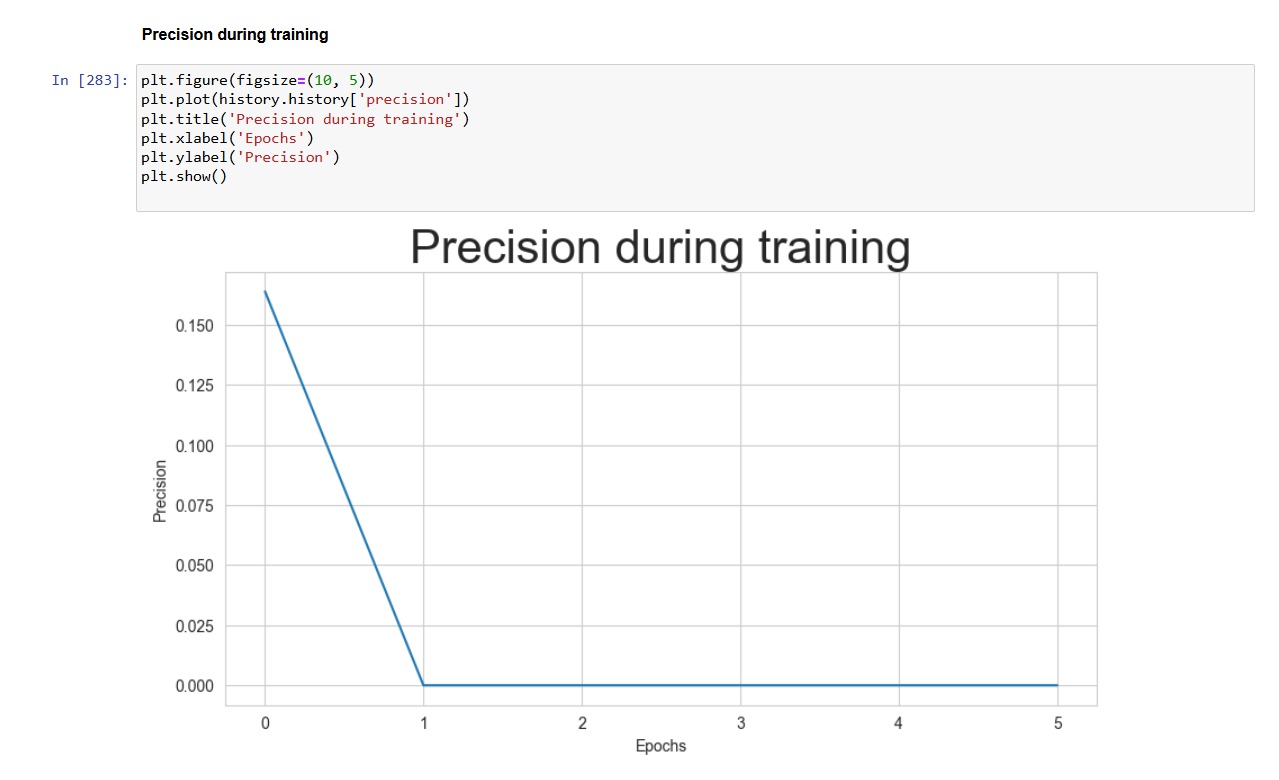 Precision during training
In [283]:
plt.figure(figsize=(10, 5))
plt.plot(history.history['precision'])
plt.title('Precision during training')
plt.xlabel('Epochs')
plt.ylabel('Precision')
plt.show()
Precision during training
0.150
0.125
0.100
0.075
0.050
0.025
0.000
Precision
0 1 2 3 4 5
Epochs